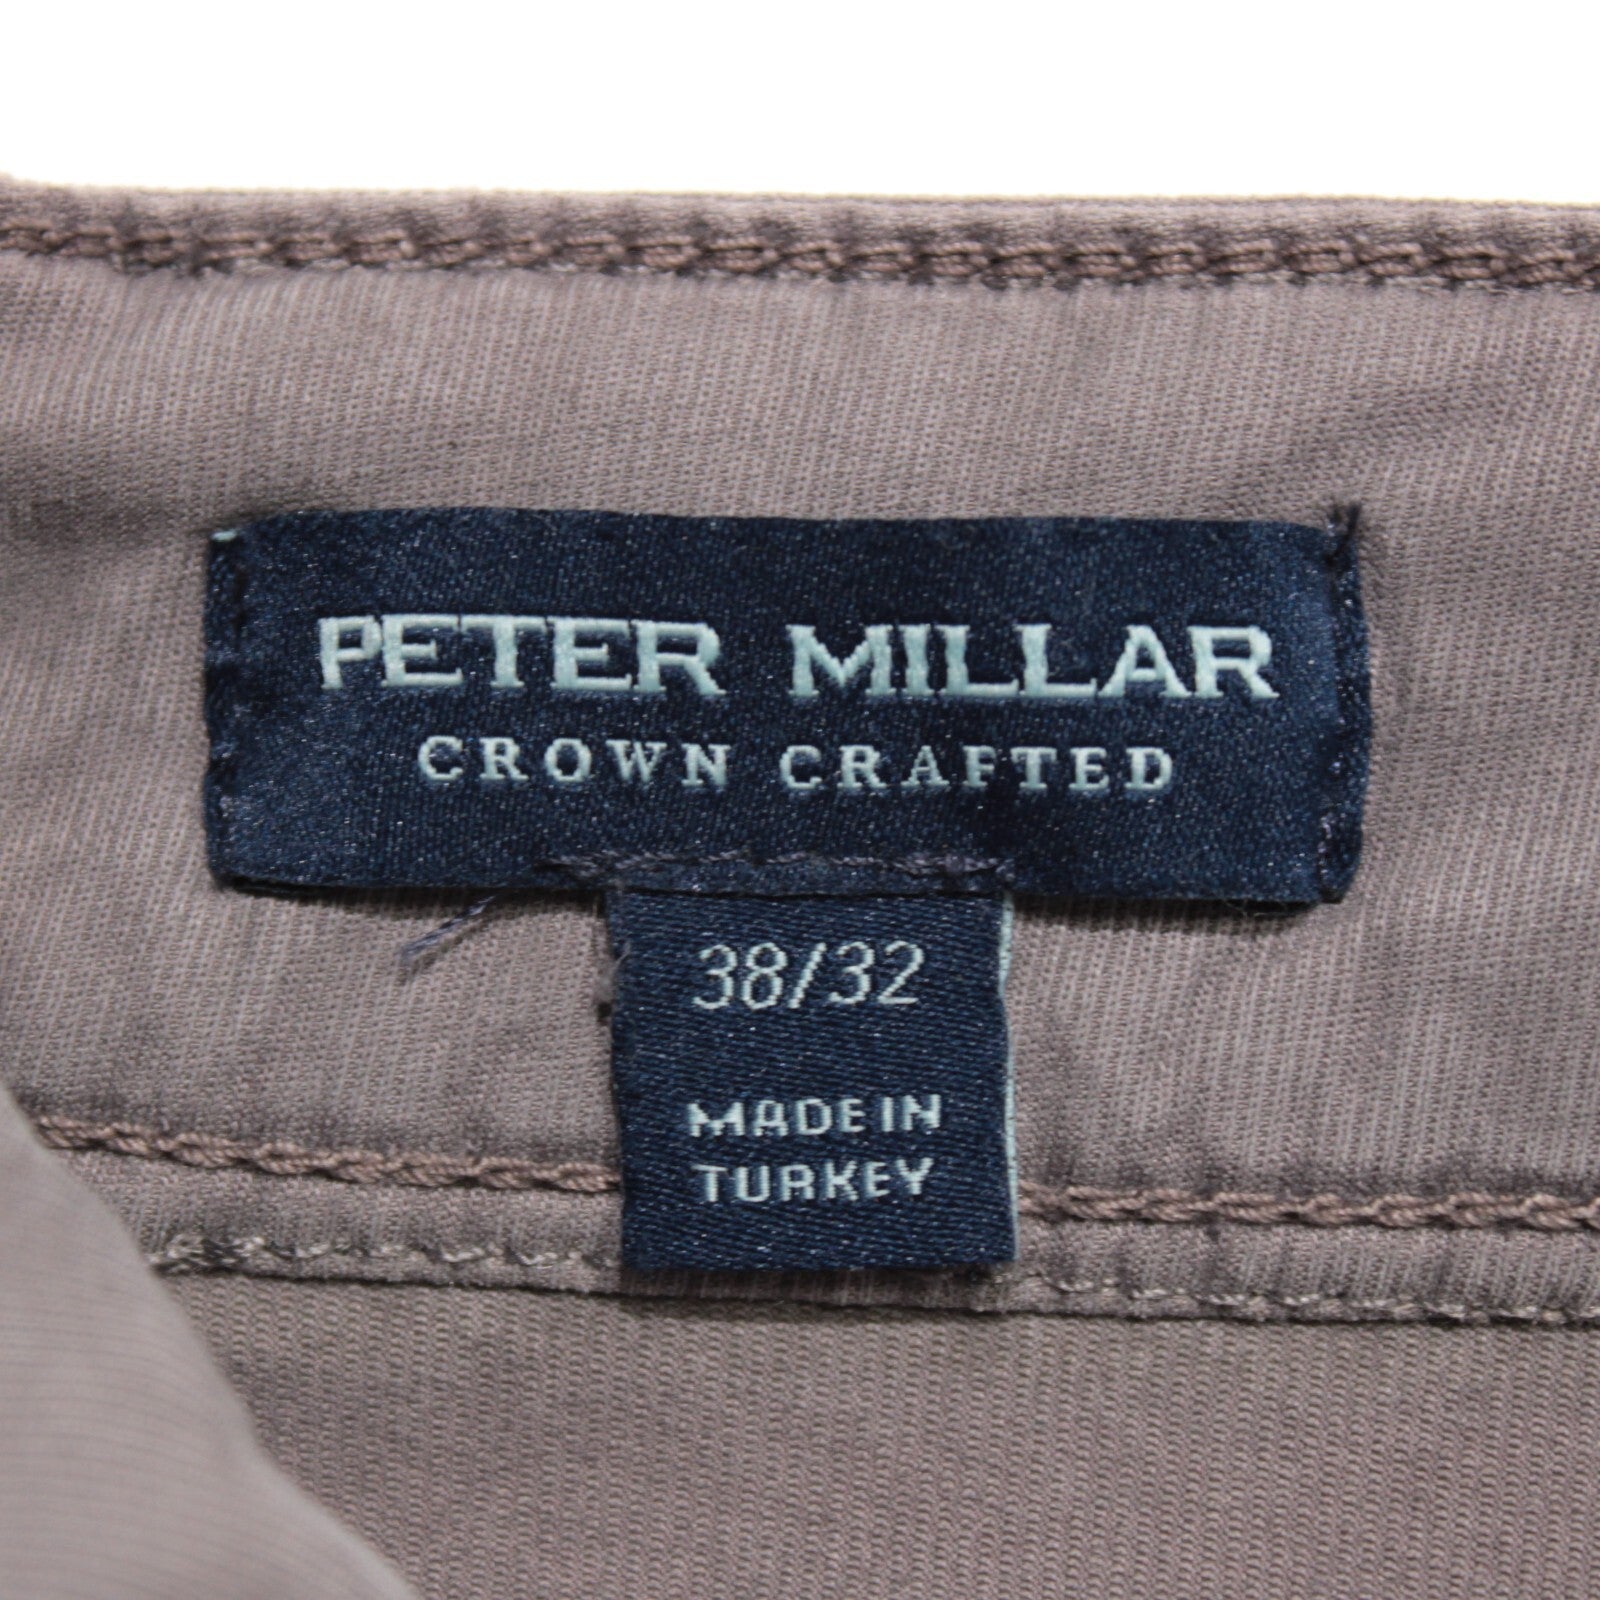 PETER MILLAR
CROWN CRAFTED
38/32
MADE IN
TURKEY